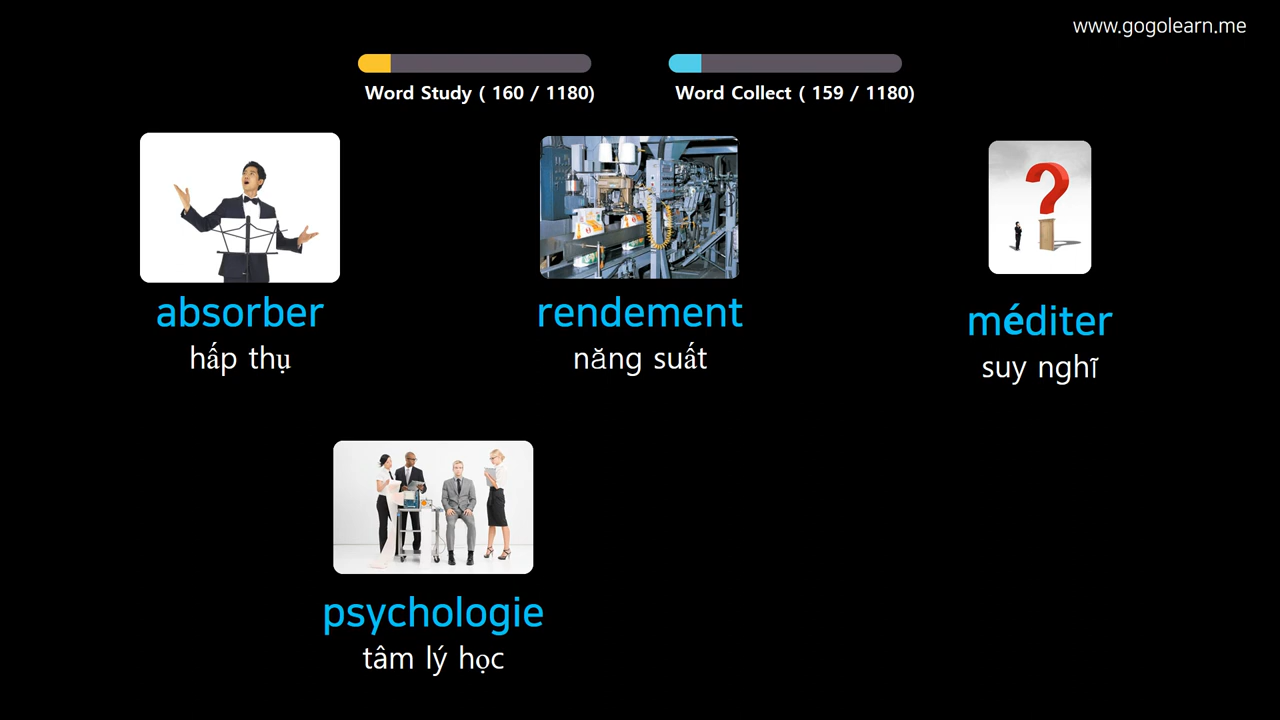 www.gogolearn.me
Word Study ( 160 / 1180)
Word Collect ( 159 / 1180)
absorber
hấp thụ
rendement
năng suất
méditer
suy nghĩ
psychologie
tâm lý học